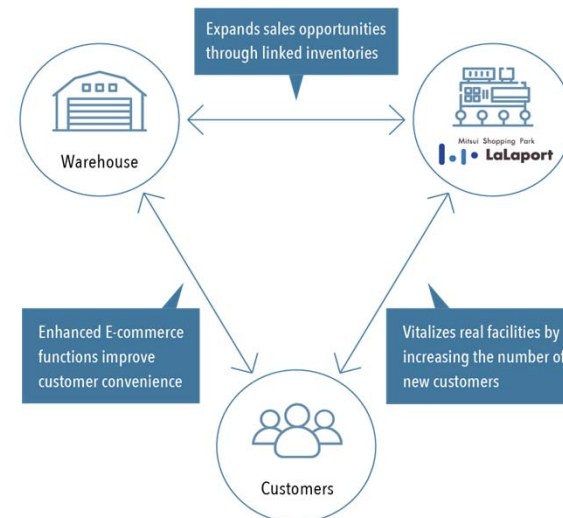 Expands sales opportunities
through linked inventories
Warehouse
Mitsui Shopping Park
LaLaport
Enhanced E-commerce
functions improve
customer convenience
Vitalizes real facilities by
increasing the number of
new customers
Customers